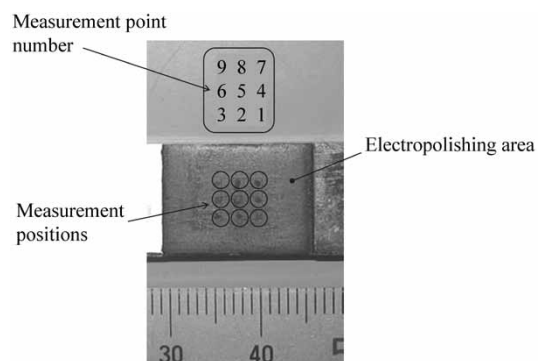 Measurement point
number
9 8 7
6 5 4
3 2 1
Electropolishing area
Measurement
positions
30
40